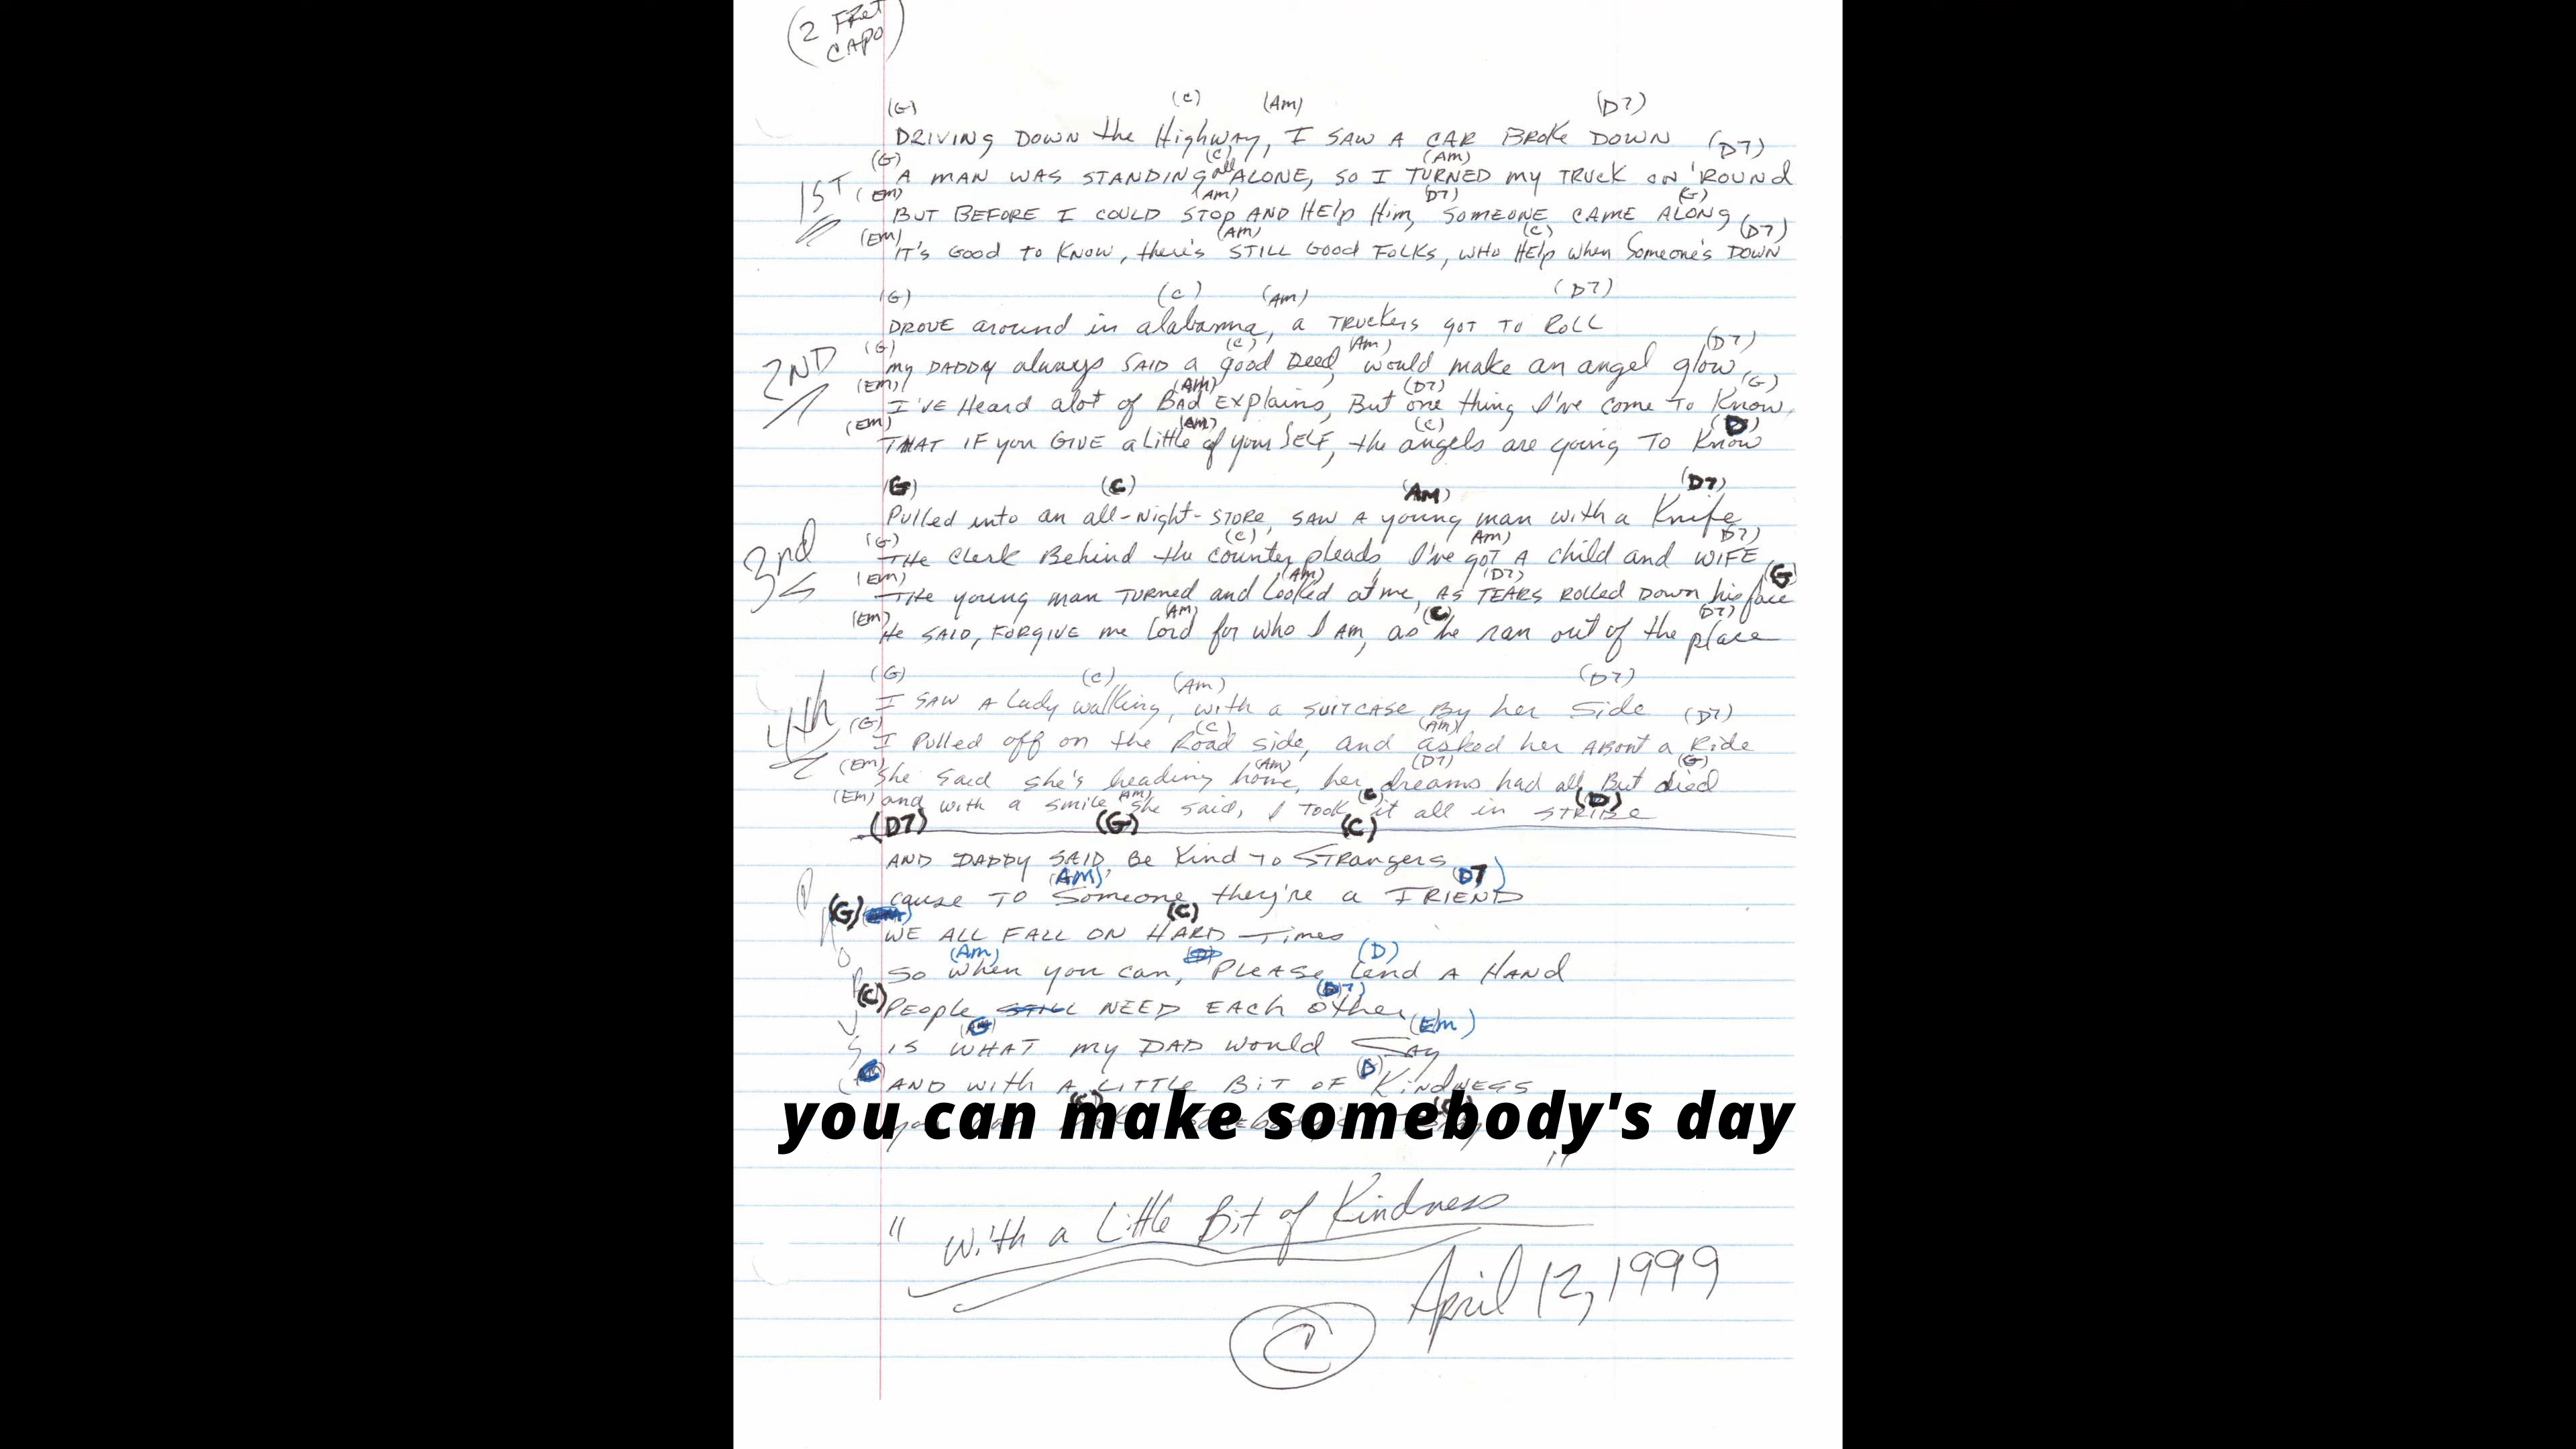 (2 FRet
CAPO)
(G) (C) (Am) (D7)
DRIVING DOWN the HigHWAY, I SAW A CAR BROKE DOWN (D7)
(G) (C) (Am)
A MAN WAS STANDING all ALONE, SO I TURNED my TRUCK ON 'ROUNd
1ST (Em) (Am) (D7) (G)
BUT BEFORE I COULD STOP AND HElp Him, SOMEONE CAME ALONG
(Em) (Am) (C) (D7)
IT'S GOOD TO KNOW, there's STILL GOOD FOLKS, WHO HElp when Someone's DOWN
(G) (C) (Am) (D7)
DROVE around in alabama, a TRUCKERS GOT TO ROLL
2ND (G) (C) (Am) (D7)
my DADDY always SAID a good Deed, would make an angel glow
(Em) (AM) (D7) (G)
I'VE Heard alot of BAD EXPlains, But one thing I've come To Know,
(Em) (AM) (C) (D)
THAT IF you GIVE a Little of your SELF, the angels are going TO Know
(G) (C) (AM) (D7)
Pulled into an all-Night-STORE, SAW A young man with a Knife
3rd (G) (C) (Am) (D7)
THE Clerk Behind the counter pleads, I've got A child and WIFE
(Em) (Am) (D7) (G)
THE young man TURNED and Looked at me, AS TEARS ROLLED DOWN his face
(Em) (AM) (C) (D7)
He SAID, FORGIVE me Lord for who I AM, as he ran out of the place
(G) (C) (Am) (D7)
4th I SAW A Lady walking, with a SUITCASE By her Side (D7)
(G) (C) (AM)
I Pulled off on the Road side, and asked her ABOUT a Ride
(Em) (Am) (D7) (G)
She Said she's heading home, her dreams had all But died
(Em) (AM) (C) (D)
and with a smile she said, I TOOK it all in STRIDE
(D7) (G) (C)
AND DADDY SAID, Be Kind TO STRangers
(AM) (D7)
cause TO Someone they're a FRIEND
(G) (C)
WE ALL FALL ON HARD Times
(Am) (D)
SO when you can, PLEASE Lend A HANd
(C) (D7)
PEOple STILL NEED EACh Other
(G) (Em)
IS WHAT my DAD would SAy
(C) (D)
AND with A LITTLE BIT OF KindNESS
you can make somebody's day
"With a Little Bit of Kindness"
April 12, 1999
©